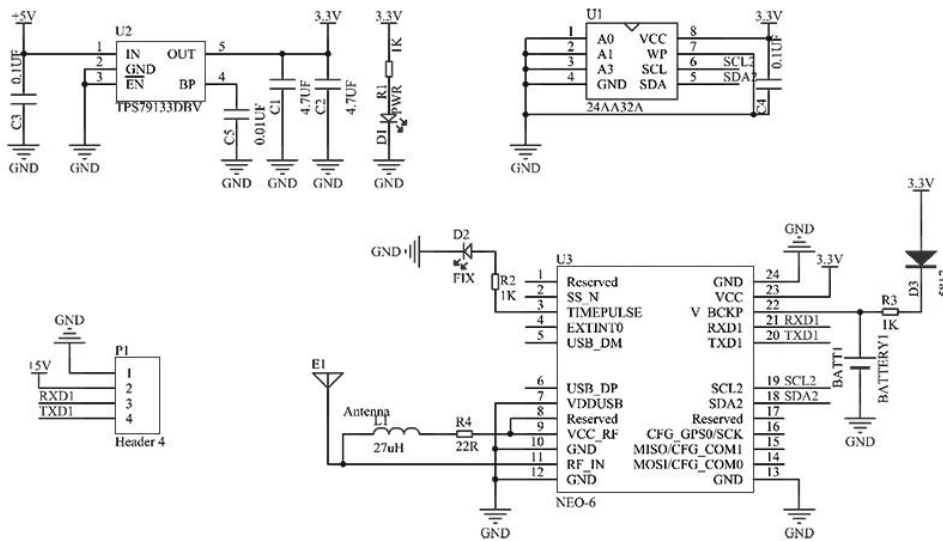 +5V
U2
3.3V
3.3V
1 IN OUT 5
2 GND
3 EN BP 4
TPS79133DBV
0.1UF
C3
C5
0.01UF
C1
4.7UF
C2
4.7UF
1K
R1
PWR
D1
GND
GND
GND
GND
GND
GND
3.3V
U1
1 A0 VCC 8
2 A1 WP 7
3 A3 SCL 6 SCL2
4 GND SDA 5 SDA2
24AA32A
0.1UF
C4
GND
GND
D2
FIX
R2
1K
U3
1 Reserved GND 24
2 SS_N VCC 23
3 TIMEPULSE V_BCKP 22
4 EXTINT0 RXD1 21 RXD1
5 USB_DM TXD1 20 TXD1
6 USB_DP SCL2 19 SCL2
7 VDDUSB SDA2 18 SDA2
8 Reserved Reserved 17
9 VCC_RF CFG_GPS0/SCK 16
10 GND MISO/CFG_COM1 15
11 RF_IN MOSI/CFG_COM0 14
12 GND GND 13
NEO-6
GND
3.3V
3.3V
D3
R3
1K
BATT1
BATTERY1
GND
GND
GND
GND
+5V
RXD1
TXD1
P1
1
2
3
4
Header 4
E1
Antenna
L1
27uH
R4
22R